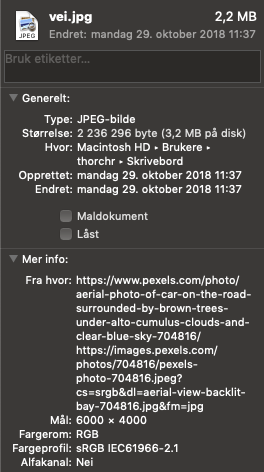 vei.jpg 2,2 MB
Endret: mandag 29. oktober 2018 11:37
JPEG
Bruk etiketter...
Generelt:
Type: JPEG-bilde
Størrelse: 2 236 296 byte (3,2 MB på disk)
Hvor: Macintosh HD ▸ Brukere ▸
thorchr ▸ Skrivebord
Opprettet: mandag 29. oktober 2018 11:37
Endret: mandag 29. oktober 2018 11:37
Maldokument
Låst
Mer info:
Fra hvor: https://www.pexels.com/photo/
aerial-photo-of-car-on-the-road-
surrounded-by-brown-trees-
under-alto-cumulus-clouds-and-
clear-blue-sky-704816/
https://images.pexels.com/
photos/704816/pexels-
photo-704816.jpeg?
cs=srgb&dl=aerial-view-backlit-
bay-704816.jpg&fm=jpg
Mål: 6000 × 4000
Fargerom: RGB
Fargeprofil: sRGB IEC61966-2.1
Alfakanal: Nei